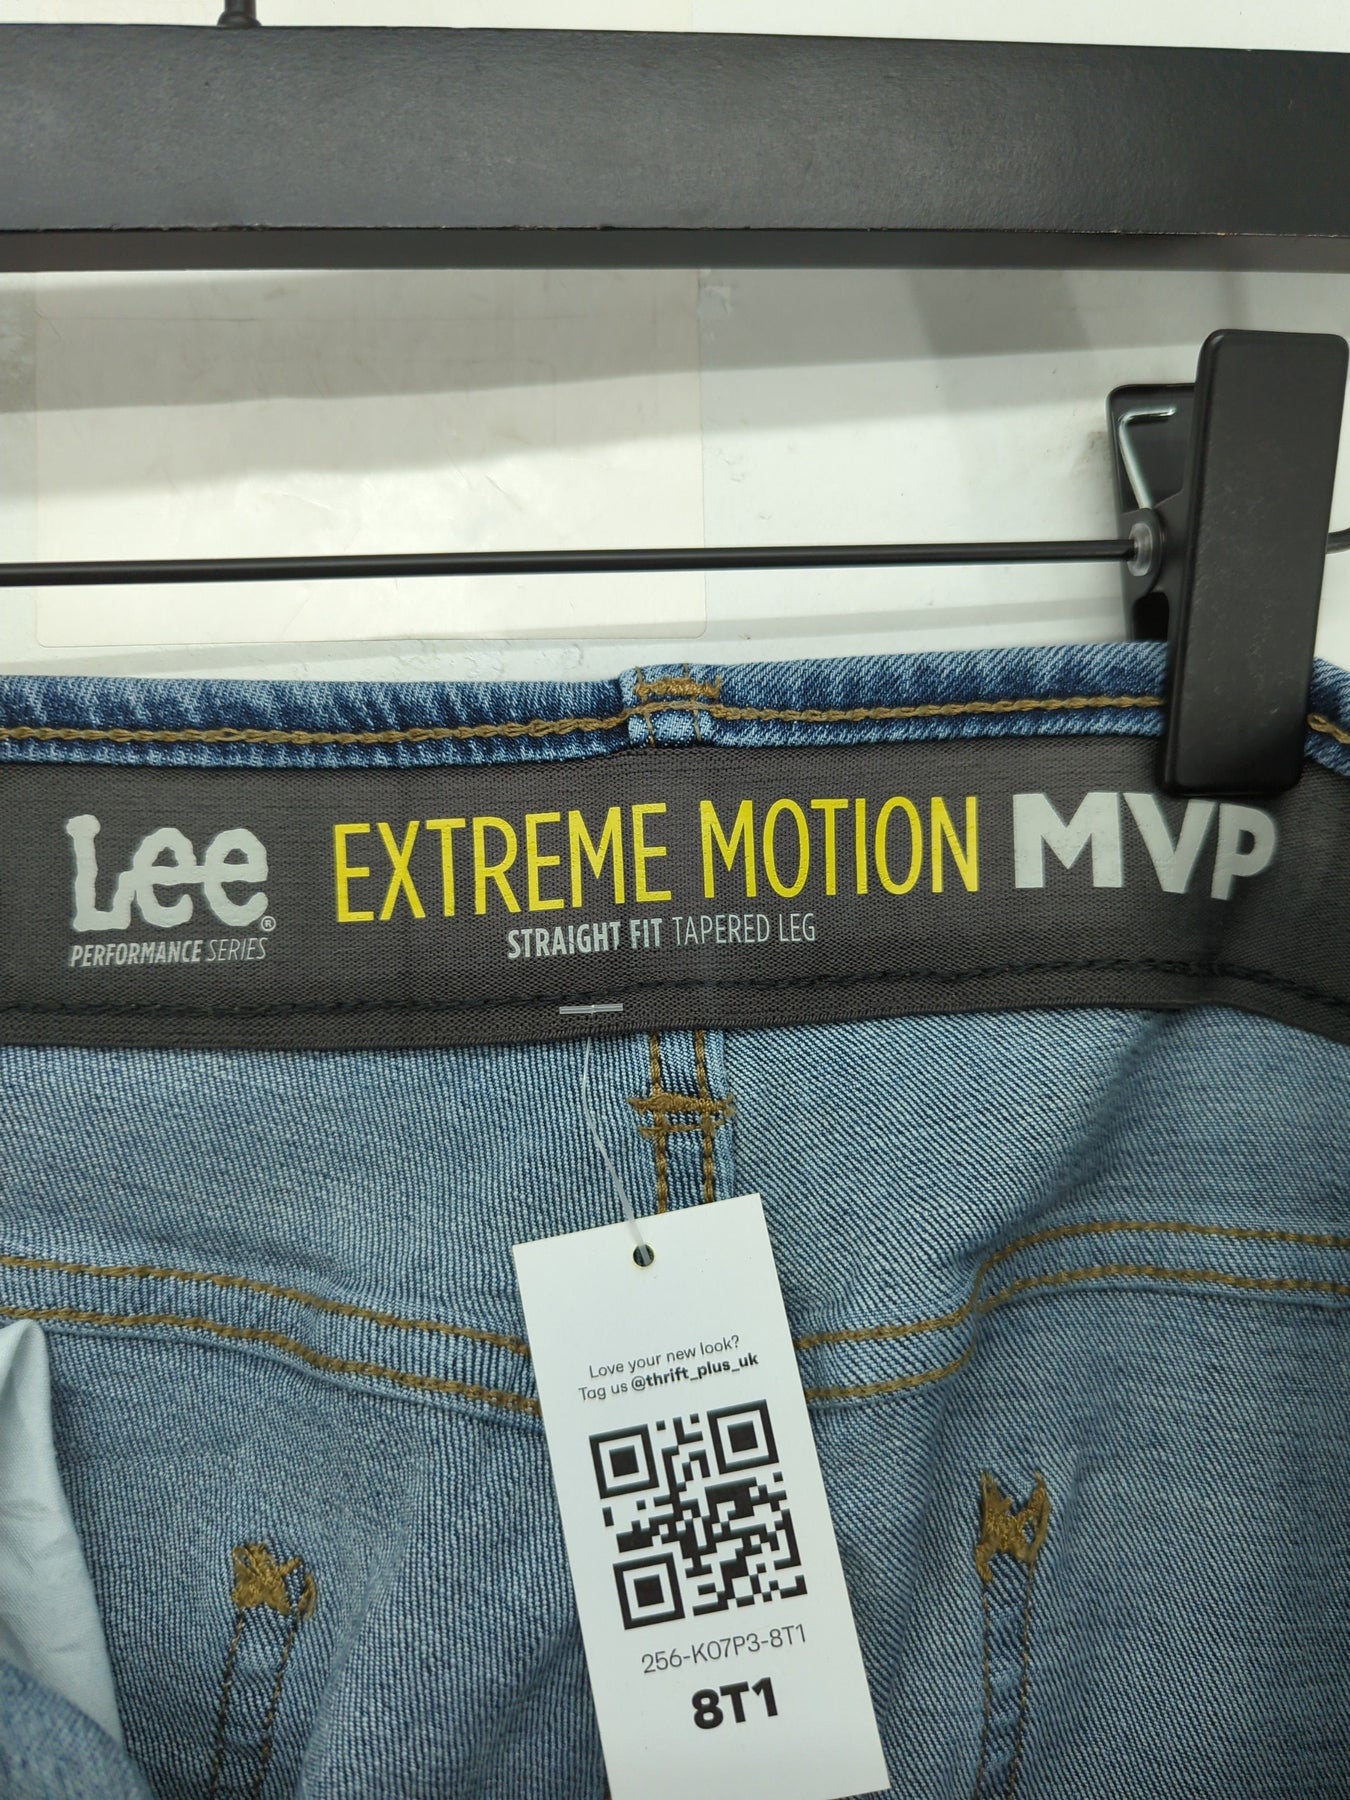 Lee®
PERFORMANCE SERIES
EXTREME MOTION MVP
STRAIGHT FIT TAPERED LEG
Love your new look?
Tag us @thrift_plus_uk
256-K07P3-8T1
8T1